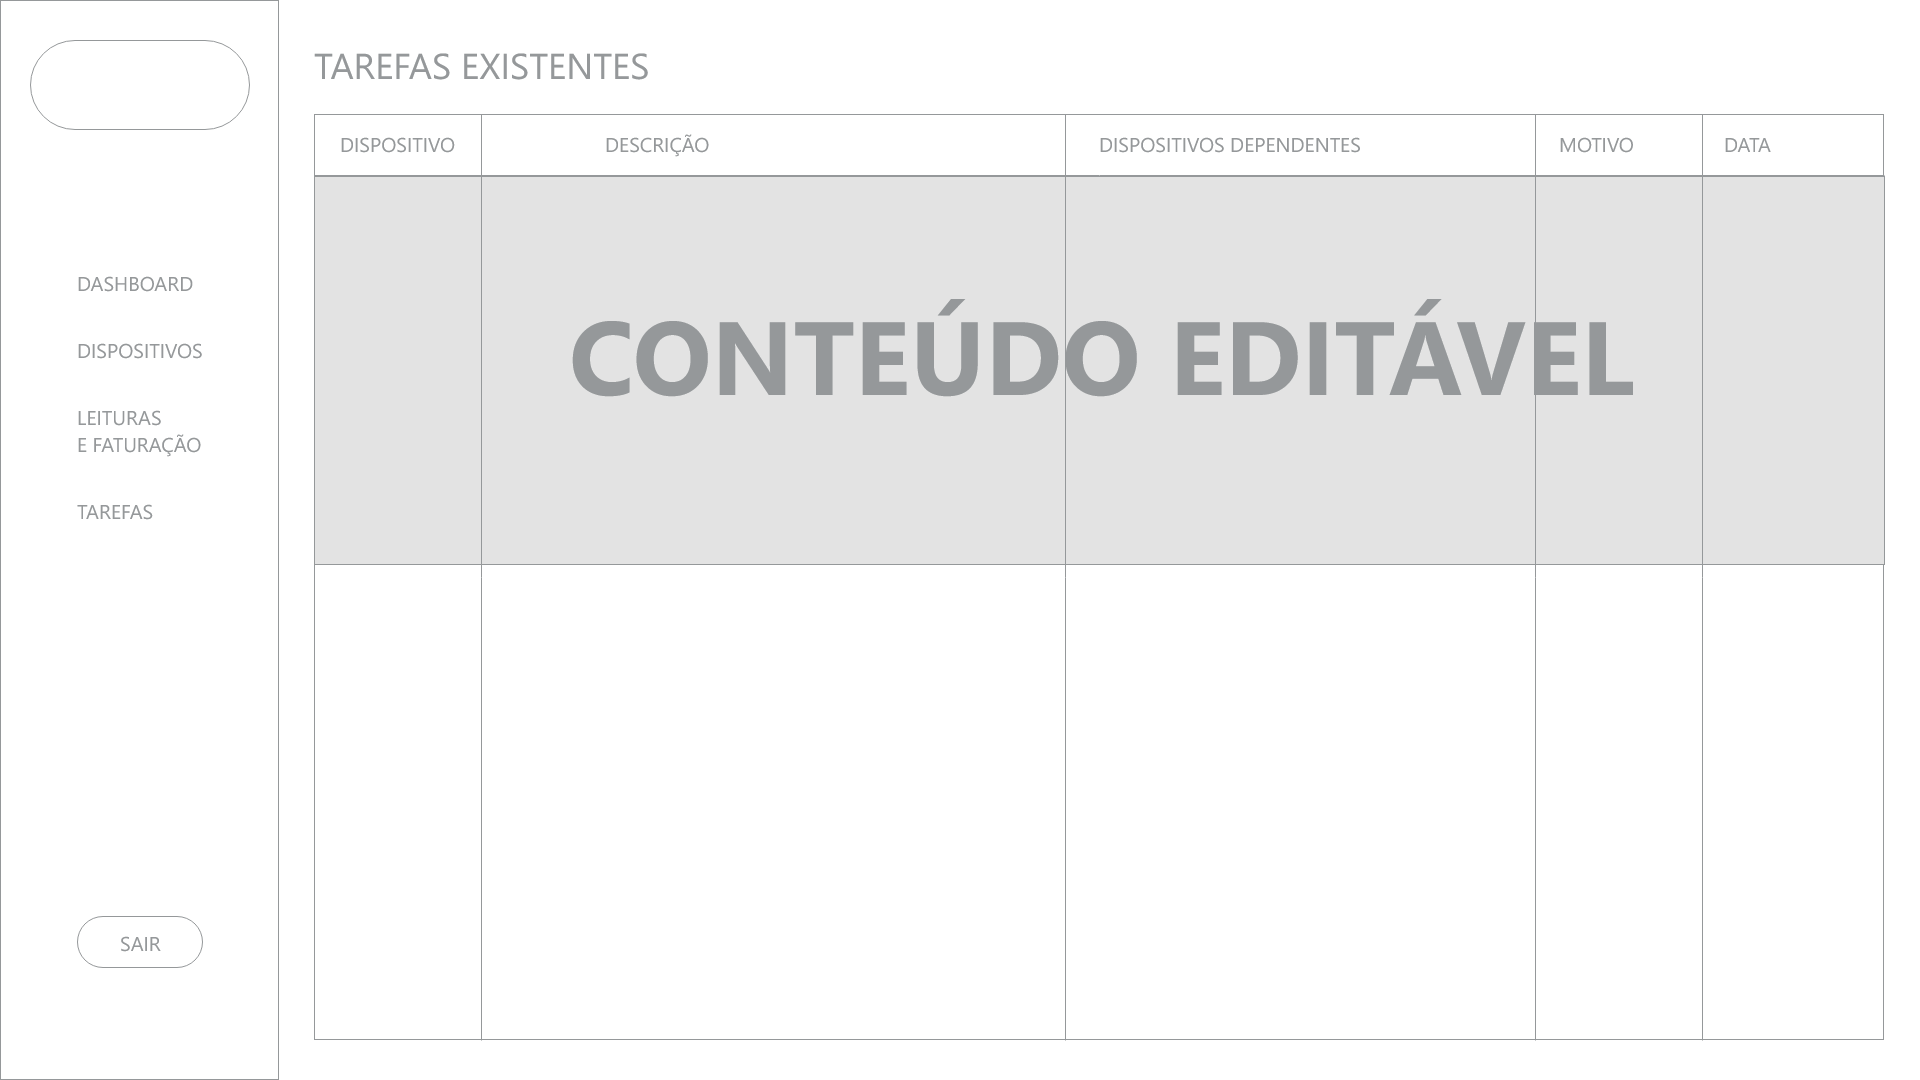 TAREFAS EXISTENTES
DISPOSITIVO DESCRIÇÃO DISPOSITIVOS DEPENDENTES MOTIVO DATA
CONTEÚDO EDITÁVEL
DASHBOARD
DISPOSITIVOS
LEITURAS
E FATURAÇÃO
TAREFAS
SAIR